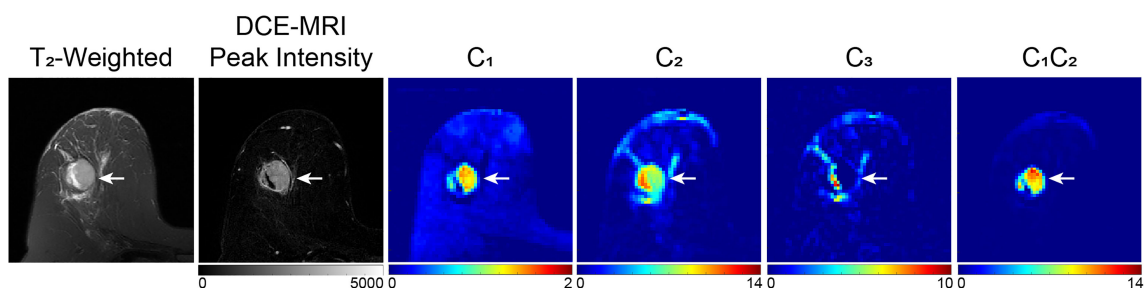 DCE-MRI
T₂-Weighted Peak Intensity C₁ C₂ C₃ C₁C₂
0 5000 0 2 0 14 0 10 0 14